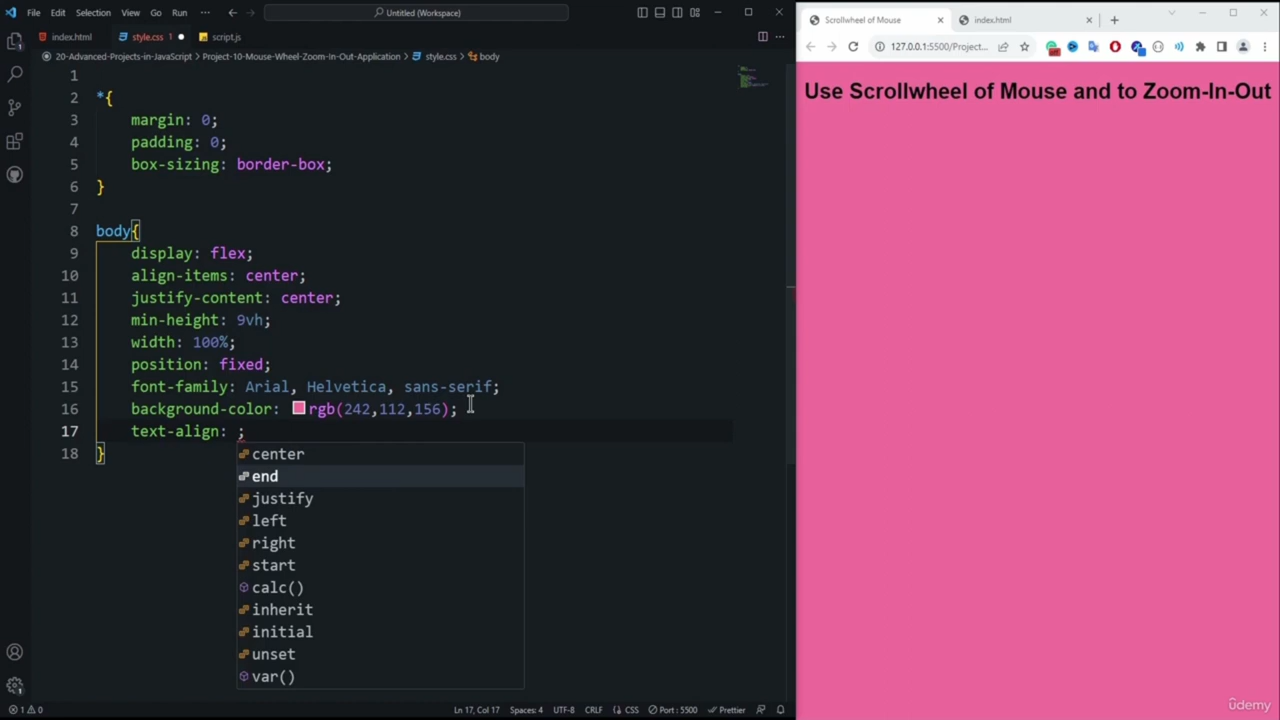 File Edit Selection View Go Run ··· Untitled (Workspace)
index.html style.css 1 script.js
20-Advanced-Projects-in-JavaScript > Project-10-Mouse-Wheel-Zoom-In-Out-Application > style.css > body
1
2 *{
3 margin: 0;
4 padding: 0;
5 box-sizing: border-box;
6 }
7
8 body{
9 display: flex;
10 align-items: center;
11 justify-content: center;
12 min-height: 9vh;
13 width: 100%;
14 position: fixed;
15 font-family: Arial, Helvetica, sans-serif;
16 background-color: rgb(242,112,156);
17 text-align: ;
18 }
center
end
justify
left
right
start
calc()
inherit
initial
unset
var()
1 0 Ln 17, Col 17 Spaces: 4 UTF-8 CRLF CSS Port : 5500 Prettier
Scrollwheel of Mouse index.html
127.0.0.1:5500/Project...
Use Scrollwheel of Mouse and to Zoom-In-Out
ûdemy